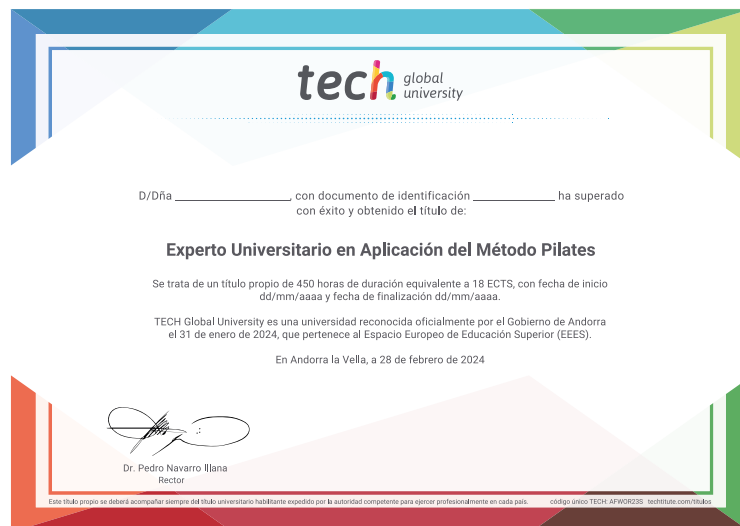 tech global
university
D/Dña ______________, con documento de identificación ______________ ha superado
con éxito y obtenido el título de:
Experto Universitario en Aplicación del Método Pilates
Se trata de un título propio de 450 horas de duración equivalente a 18 ECTS, con fecha de inicio
dd/mm/aaaa y fecha de finalización dd/mm/aaaa.
TECH Global University es una universidad reconocida oficialmente por el Gobierno de Andorra
el 31 de enero de 2024, que pertenece al Espacio Europeo de Educación Superior (EEES).
En Andorra la Vella, a 28 de febrero de 2024
Dr. Pedro Navarro Illana
Rector
Este título propio se deberá acompañar siempre del título universitario habilitante expedido por la autoridad competente para ejercer profesionalmente en cada país. código único TECH: AFWOR23S techtitute.com/titulos